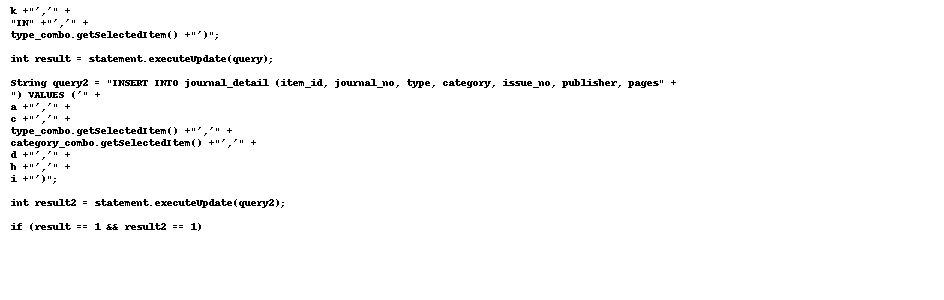 k +"','" +
"IN" +"','" +
type_combo.getSelectedItem() +"')";
int result = statement.executeUpdate(query);
String query2 = "INSERT INTO journal_detail (item_id, journal_no, type, category, issue_no, publisher, pages" +
") VALUES ('" +
a +"','" +
c +"','" +
type_combo.getSelectedItem() +"','" +
category_combo.getSelectedItem() +"','" +
d +"','" +
h +"','" +
i +"')";
int result2 = statement.executeUpdate(query2);
if (result == 1 && result2 == 1)